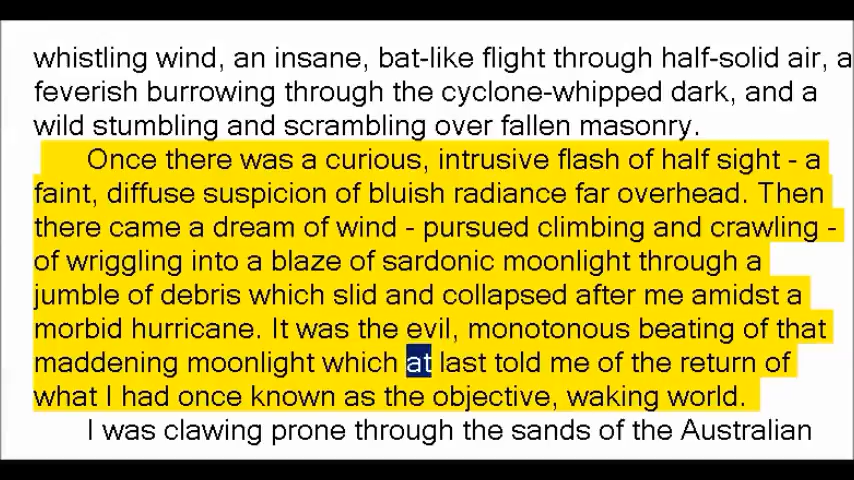 whistling wind, an insane, bat-like flight through half-solid air, a
feverish burrowing through the cyclone-whipped dark, and a
wild stumbling and scrambling over fallen masonry.
Once there was a curious, intrusive flash of half sight - a
faint, diffuse suspicion of bluish radiance far overhead. Then
there came a dream of wind - pursued climbing and crawling -
of wriggling into a blaze of sardonic moonlight through a
jumble of debris which slid and collapsed after me amidst a
morbid hurricane. It was the evil, monotonous beating of that
maddening moonlight which at last told me of the return of
what I had once known as the objective, waking world.
I was clawing prone through the sands of the Australian